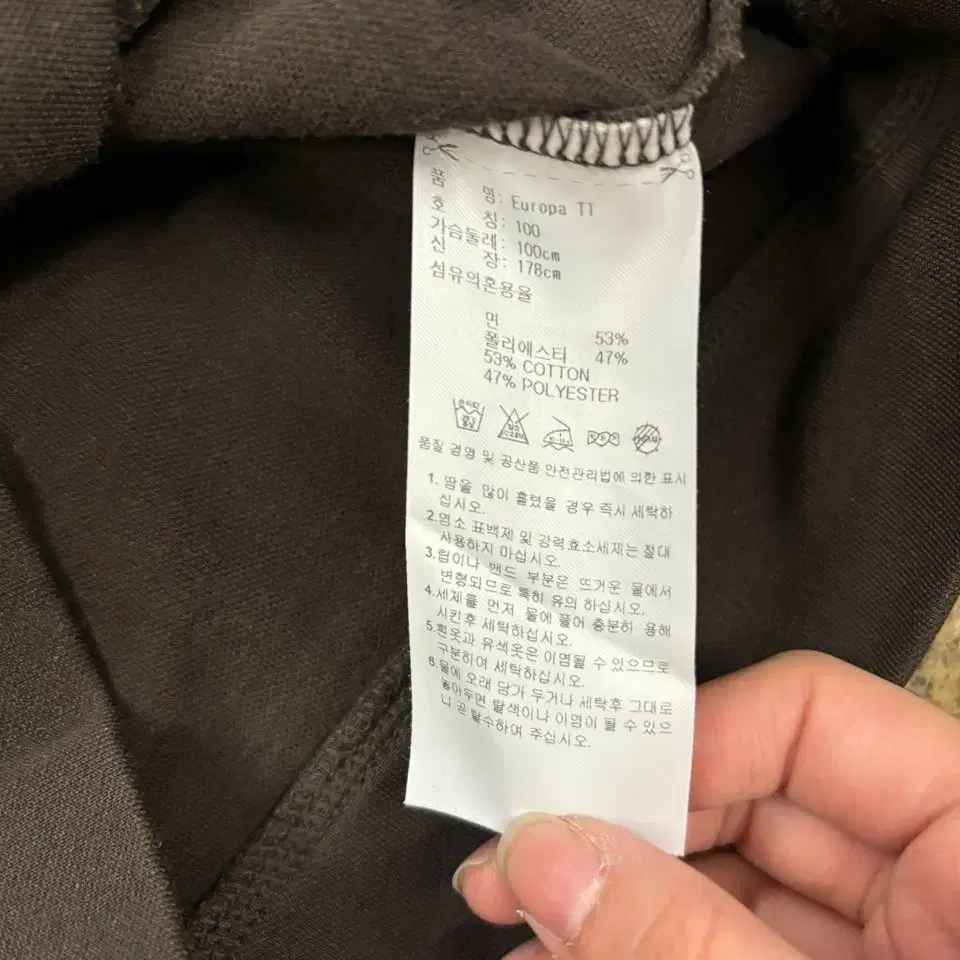 품 명: Europa TT
호 칭: 100
가슴둘레: 100cm
신 장: 178cm
섬유의혼용율
면 53%
폴리에스터 47%
53% COTTON
47% POLYESTER
품질 경영 및 공산품 안전관리법에 의한 표시
1. 땀을 많이 흘렸을 경우 즉시 세탁하
십시오.
2.염소 표백제 및 강력효소세제는 절대
사용하지 마십시오.
3.립이나 밴드 부분은 뜨거운 물에서
변형되므로 특히 유의 하십시오.
4.세제를 먼저 물에 풀어 충분히 용해
시킨후 세탁하십시오.
5.흰옷과 유색옷은 이염될 수 있으므로
구분하여 세탁하십시오.
6.물에 오래 담가 두거나 세탁후 그대로
놓아두면 탈색이나 이염이 될 수 있으
니 곧 탈수하여 주십시오.